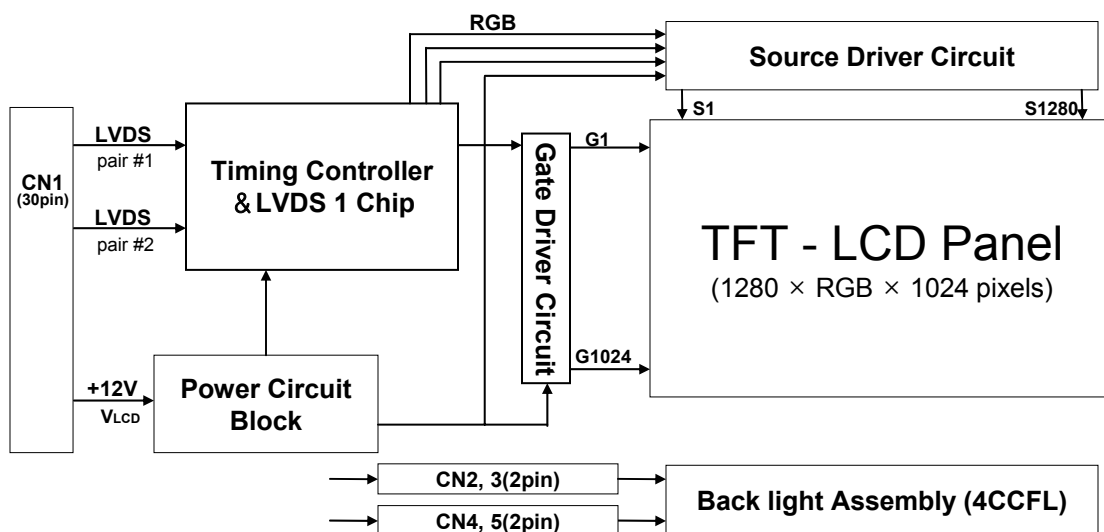 RGB
Source Driver Circuit
S1
S1280
CN1
(30pin)
LVDS
pair #1
LVDS
pair #2
Timing Controller
&LVDS 1 Chip
Gate Driver Circuit
G1
G1024
TFT - LCD Panel
(1280 × RGB × 1024 pixels)
+12V
VLCD
Power Circuit
Block
CN2, 3(2pin)
CN4, 5(2pin)
Back light Assembly (4CCFL)